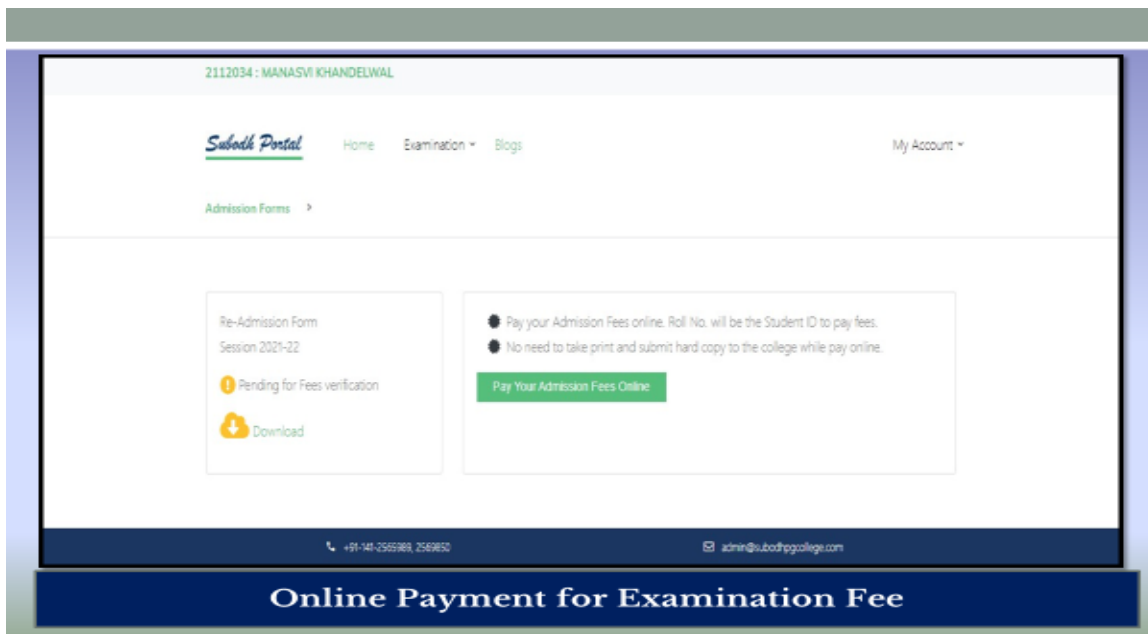 2112034 : MANASVI KHANDELWAL
Subodh Portal Home Examination Blogs My Account
Admission Forms >
Re-Admission Form
Session 2021-22
Pending for Fees verification
Download
Pay your Admission Fees online. Roll No. will be the Student ID to pay fees.
No need to take print and submit hard copy to the college while pay online.
Pay Your Admission Fees Online
+91-141-2565989, 2569850 admin@subodhpgcollege.com
Online Payment for Examination Fee